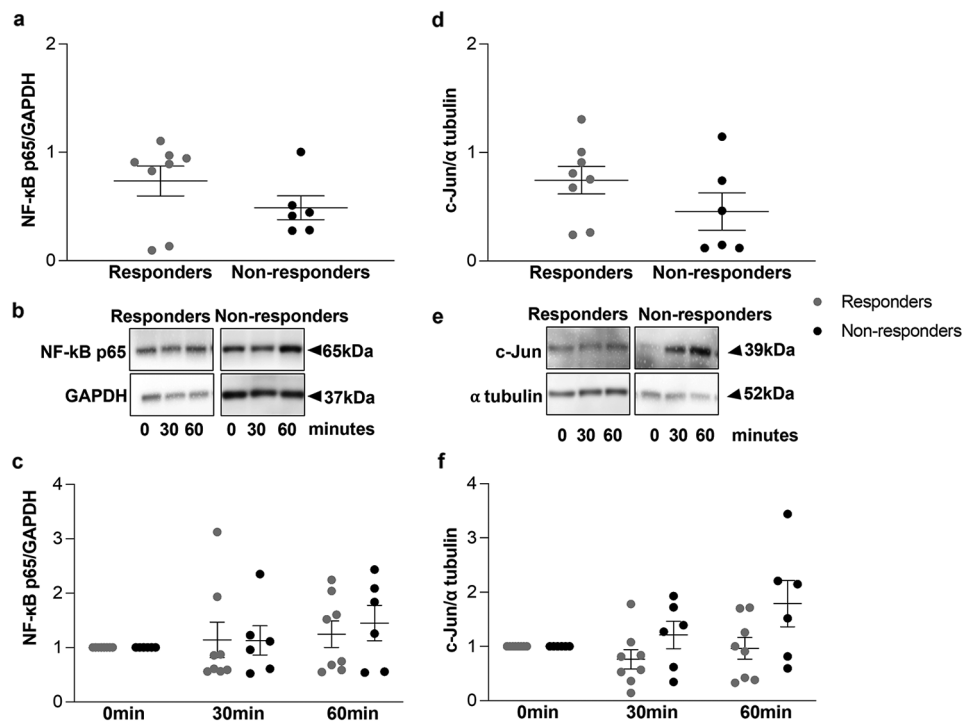 a
NF-κB p65/GAPDH
2
1
0
Responders Non-responders
b
Responders Non-responders
NF-kB p65
65kDa
GAPDH
37kDa
0 30 60 0 30 60 minutes
c
NF-κB p65/GAPDH
4
3
2
1
0
0min 30min 60min
d
c-Jun/α tubulin
2
1
0
Responders Non-responders
e
Responders Non-responders
c-Jun
39kDa
α tubulin
52kDa
0 30 60 0 30 60 minutes
f
c-Jun/α tubulin
4
3
2
1
0
0min 30min 60min
Responders
Non-responders